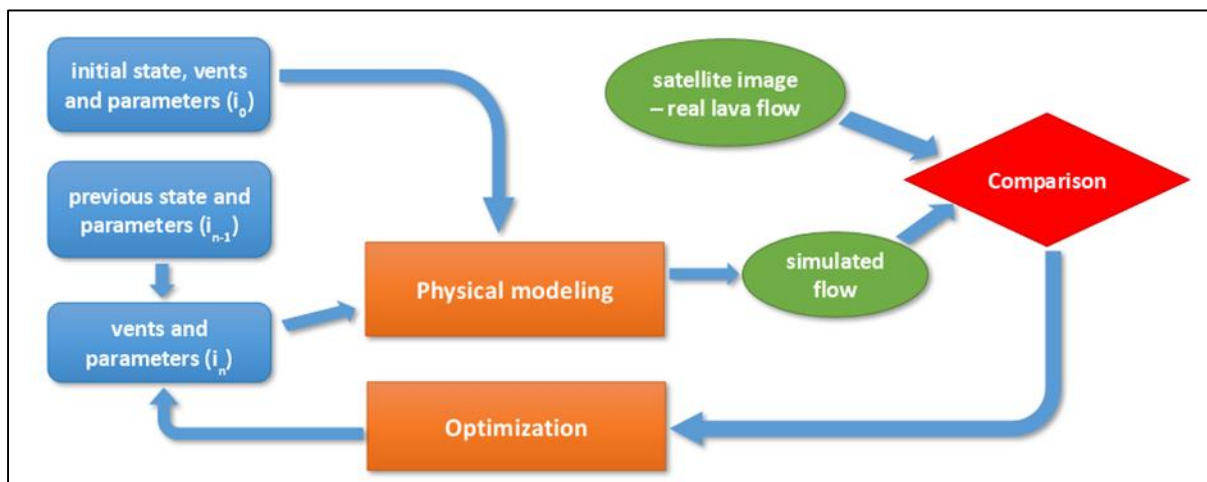 initial state, vents
and parameters (i₀)
previous state and
parameters (iₙ₋₁)
vents and
parameters (iₙ)
Physical modeling
Optimization
satellite image
– real lava flow
simulated
flow
Comparison